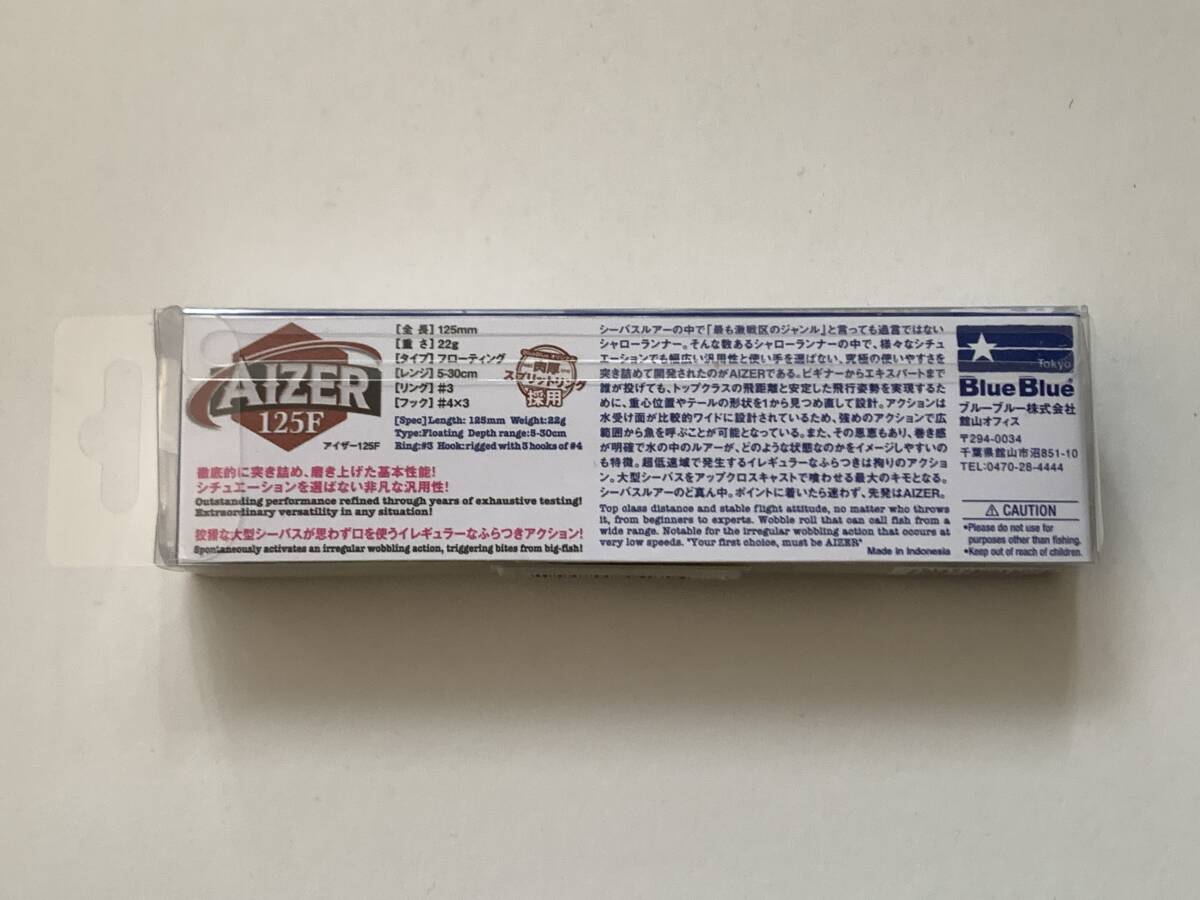 AIZER
125F
アイザー125F
[全 長] 125mm
[重 さ] 22g
[タイプ] フローティング
[レンジ] 5-30cm
[リング] #3
[フック] #4×3
肉厚
スプリットリング
採用
[Spec]Length: 125mm Weight:22g
Type:Floating Depth range:5-30cm
Ring:#3 Hook:rigged with 3 hooks of #4
徹底的に突き詰め、磨き上げた基本性能!
シチュエーションを選ばない非凡な汎用性!
Outstanding performance refined through years of exhaustive testing!
Extraordinary versatility in any situation!
狡猾な大型シーバスが思わず口を使うイレギュラーなふらつきアクション!
Spontaneously activates an irregular wobbling action, triggering bites from big-fish!
シーバスルアーの中で「最も激戦区のジャンル」と言っても過言ではない
シャローランナー。そんな数あるシャローランナーの中で、様々なシチュ
エーションでも幅広い汎用性と使い手を選ばない、究極の使いやすさを
突き詰めて開発されたのがAIZERである。ビギナーからエキスパートまで
誰が投げても、トップクラスの飛距離と安定した飛行姿勢を実現するた
めに、重心位置やテールの形状を1から見つめ直して設計。アクションは
水受け面が比較的ワイドに設計されているため、強めのアクションで広
範囲から魚を呼ぶことが可能となっている。また、その恩恵もあり、巻き感
が明確で水の中のルアーが、どのような状態なのかをイメージしやすいの
も特徴。超低速域で発生するイレギュラーなふらつきは拘りのアクショ
ン。大型シーバスをアップクロスキャストで喰わせる最大のキモとなる。
シーバスルアーのど真ん中。ポイントに着いたら迷わず、先発はAIZER。
Top class distance and stable flight attitude, no matter who throws
it, from beginners to experts. Wobble roll that can call fish from a
wide range. Notable for the irregular wobbling action that occurs at
very low speeds. "Your first choice, must be AIZER"
Made in Indonesia
Tokyo
Blue Blue
ブルーブルー株式会社
館山オフィス
〒294-0034
千葉県館山市沼851-10
TEL:0470-28-4444
⚠ CAUTION
•Please do not use for
purposes other than fishing.
•Keep out of reach of children.